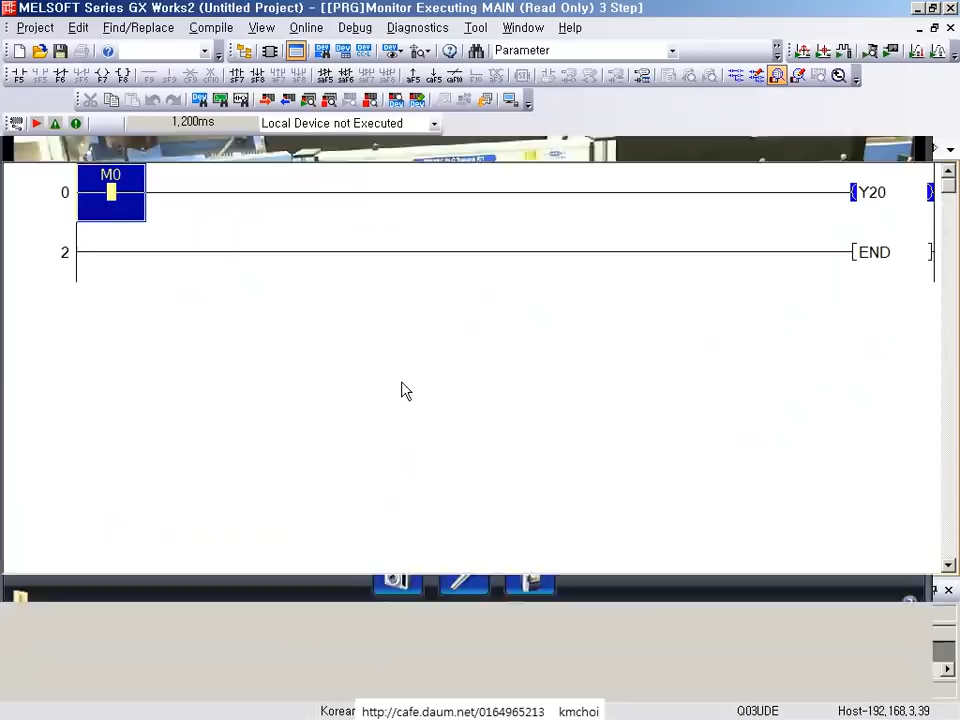 MELSOFT Series GX Works2 (Untitled Project) - [[PRG]Monitor Executing MAIN (Read Only) 3 Step]
Project Edit Find/Replace Compile View Online Debug Diagnostics Tool Window Help
Parameter
1,200ms Local Device not Executed
M0
0 Y20
2 END
Korean http://cafe.daum.net/0164965213 kmchoi Q03UDE Host-192,168,3,39